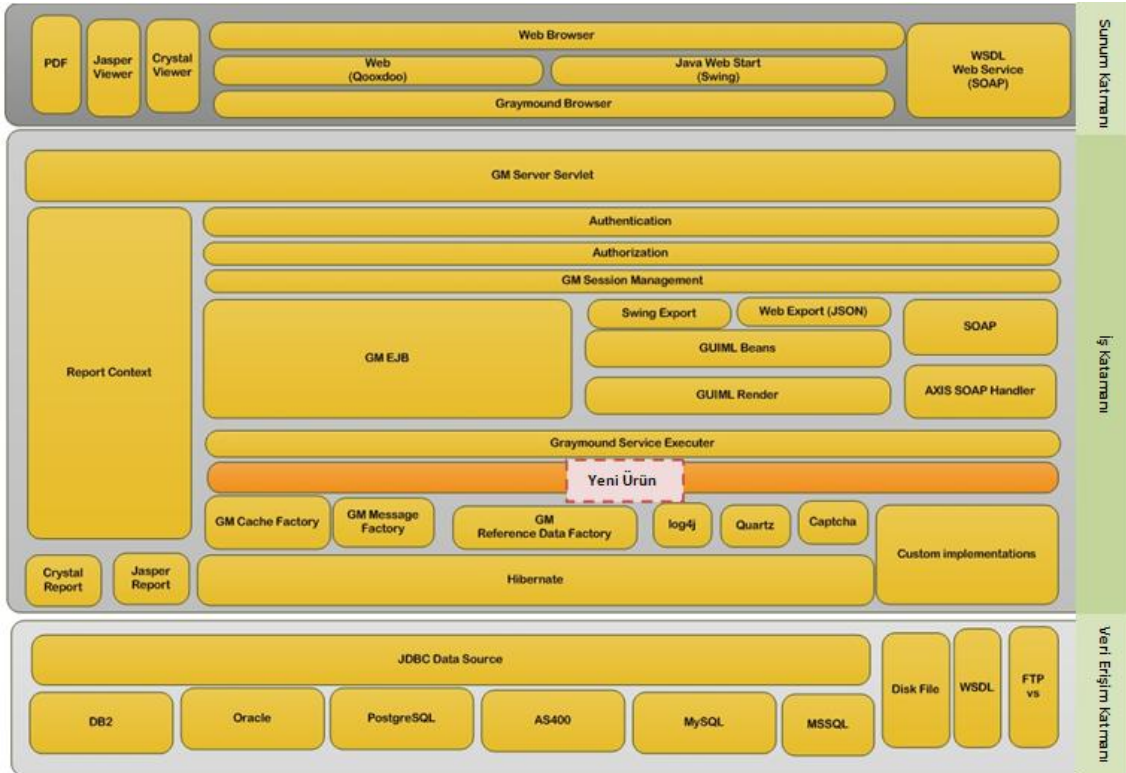 PDF
Jasper
Viewer
Crystal
Viewer
Web Browser
Web
(Qooxdoo)
Java Web Start
(Swing)
Graymound Browser
WSDL
Web Service
(SOAP)
Sunum Katmanı
GM Server Servlet
Report Context
Authentication
Authorization
GM Session Management
GM EJB
Swing Export
Web Export (JSON)
GUIML Beans
GUIML Render
SOAP
AXIS SOAP Handler
Graymound Service Executer
Yeni Ürün
GM Cache Factory
GM Message
Factory
GM
Reference Data Factory
log4j
Quartz
Captcha
Custom implementations
Crystal
Report
Jasper
Report
Hibernate
İş Katamanı
JDBC Data Source
DB2
Oracle
PostgreSQL
AS400
MySQL
MSSQL
Disk File
WSDL
FTP
vs
Veri Erişim Katmanı